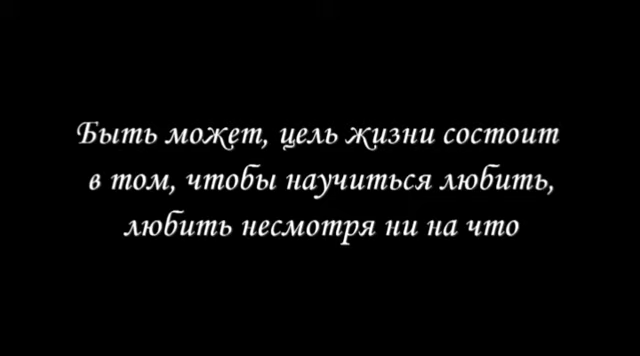 Быть может, цель жизни состоит
в том, чтобы научиться любить,
любить несмотря ни на что